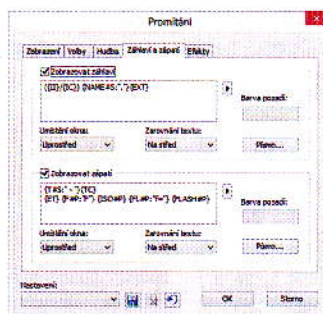 Promítání
Zobrazení Volby Hudba Záhlaví a zápatí Efekty
Zobrazovat záhlaví
Barva pozadí:
Umístění okna: Zarovnání textu:
Uprostřed Na střed Písmo...
Zobrazovat zápatí
Barva pozadí:
Umístění okna: Zarovnání textu:
Uprostřed Na střed Písmo...
Nastavení:
OK Storno